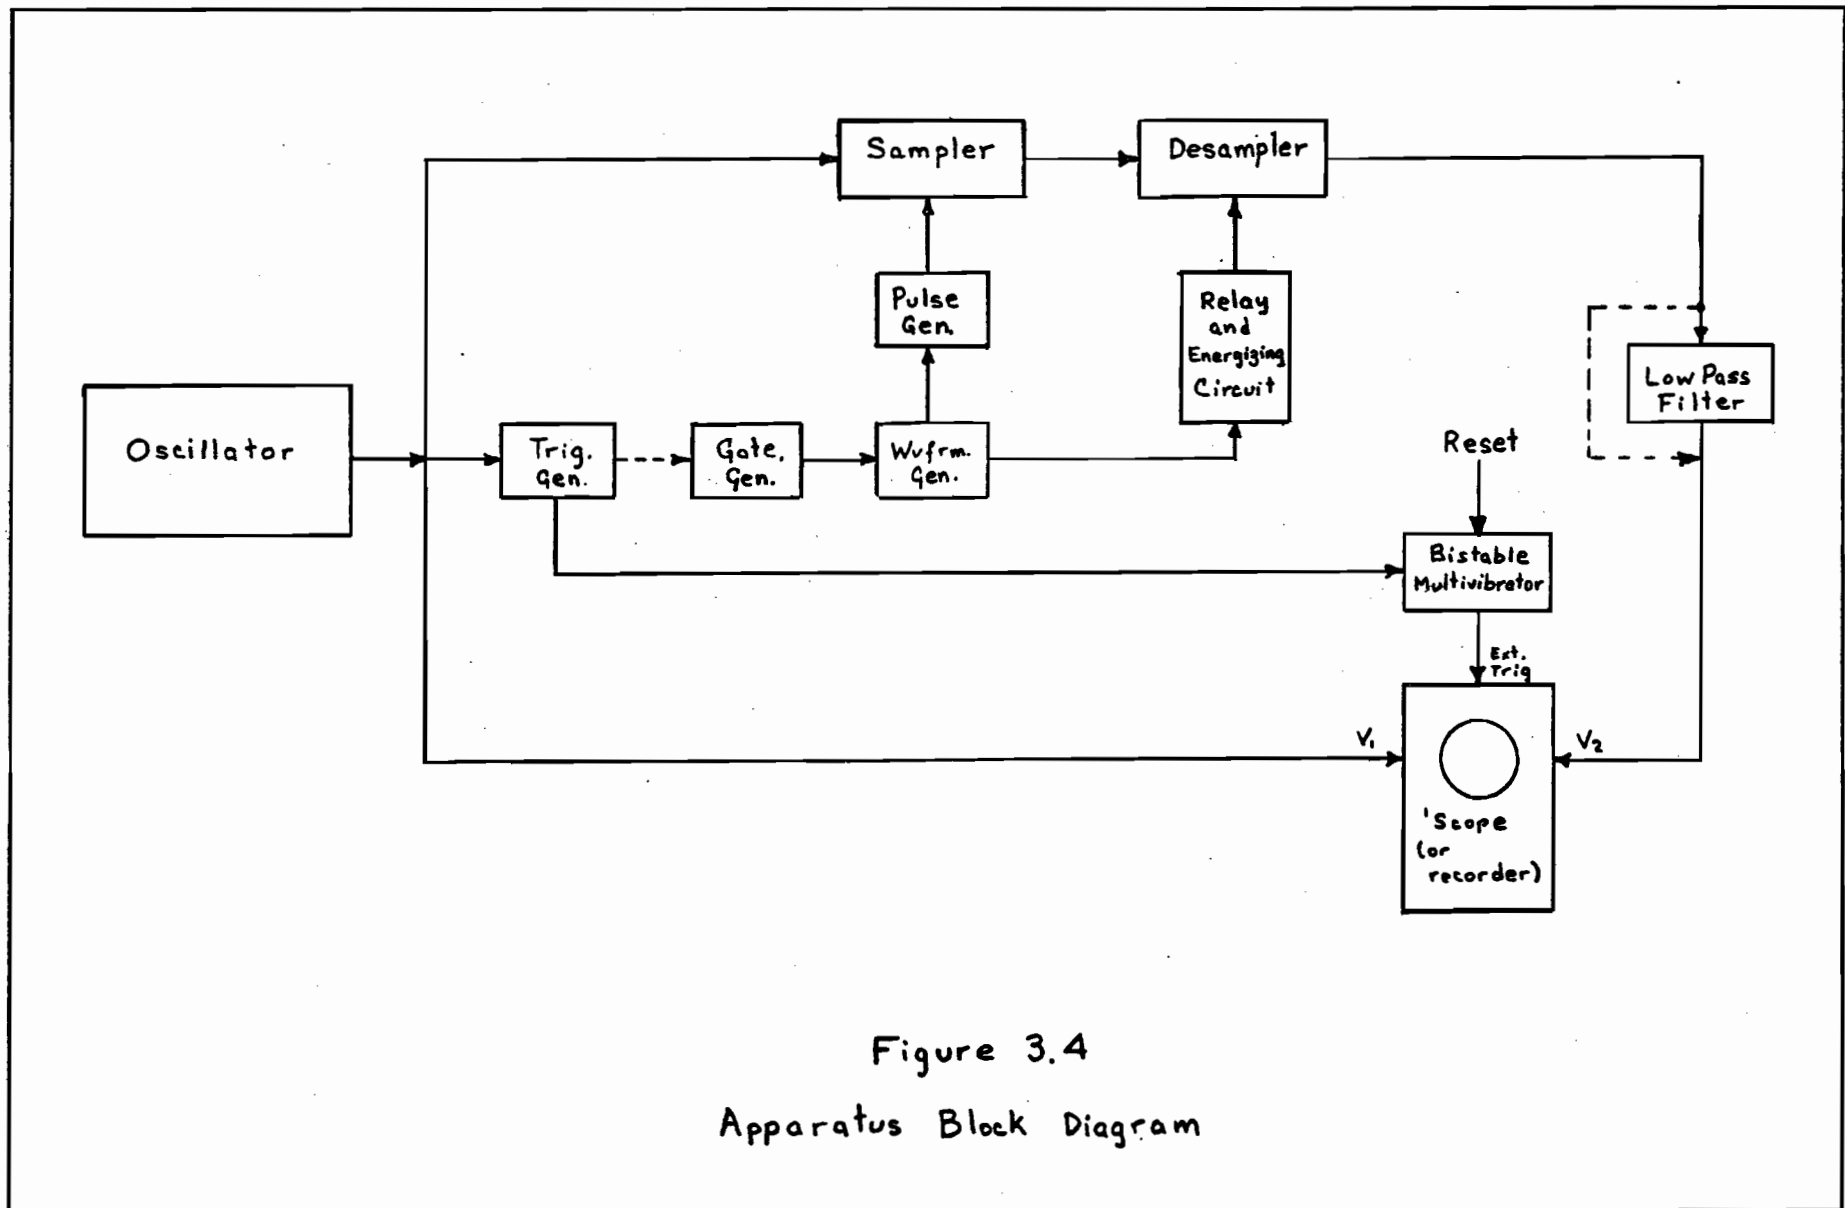 Sampler
Desampler
Pulse
Gen.
Relay
and
Energizing
Circuit
Low Pass
Filter
Oscillator
Trig.
Gen.
Gate.
Gen.
Wvfrm.
Gen.
Reset
Bistable
Multivibrator
Ext.
Trig
V₁
V₂
'Scope
(or
recorder)
Figure 3.4
Apparatus Block Diagram